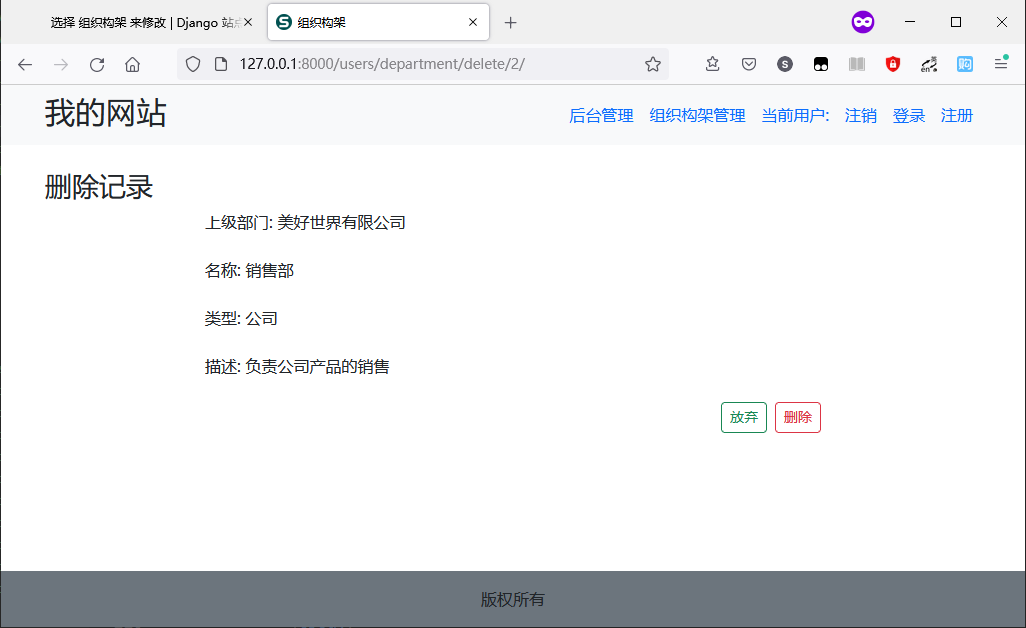 选择 组织构架 来修改 | Django 站点
组织构架
127.0.0.1:8000/users/department/delete/2/
我的网站
后台管理 组织构架管理 当前用户: 注销 登录 注册
删除记录
上级部门: 美好世界有限公司
名称: 销售部
类型: 公司
描述: 负责公司产品的销售
放弃 删除
版权所有